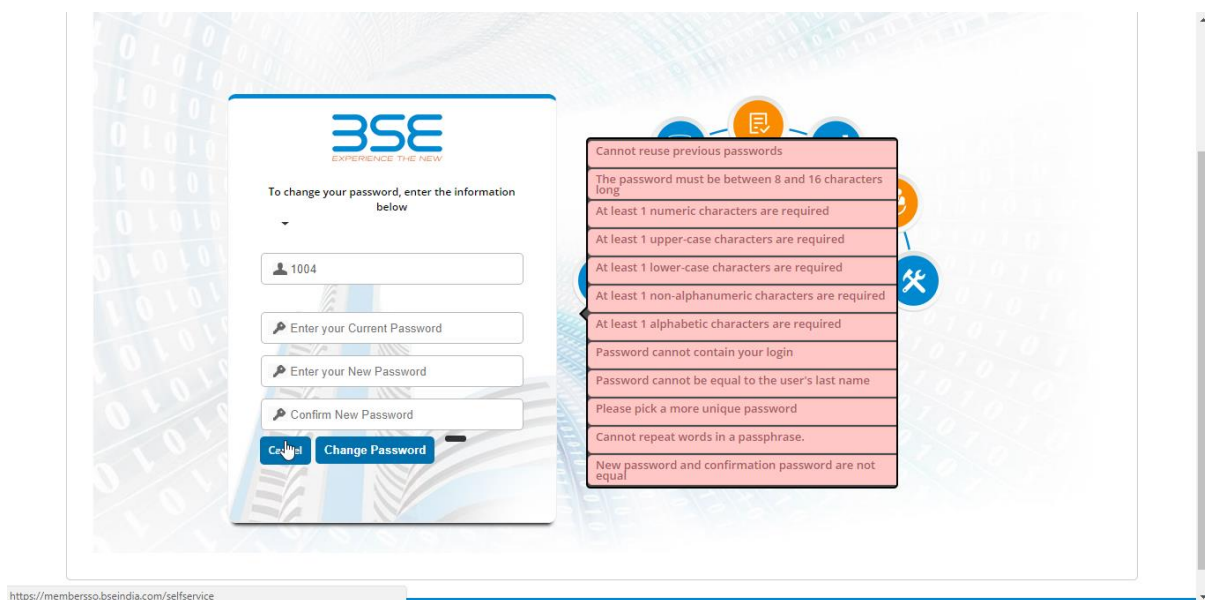 BSE
EXPERIENCE THE NEW
To change your password, enter the information
below
1004
Enter your Current Password
Enter your New Password
Confirm New Password
Cancel
Change Password
Cannot reuse previous passwords
The password must be between 8 and 16 characters
long
At least 1 numeric characters are required
At least 1 upper-case characters are required
At least 1 lower-case characters are required
At least 1 non-alphanumeric characters are required
At least 1 alphabetic characters are required
Password cannot contain your login
Password cannot be equal to the user's last name
Please pick a more unique password
Cannot repeat words in a passphrase.
New password and confirmation password are not
equal
https://membersso.bseindia.com/selfservice